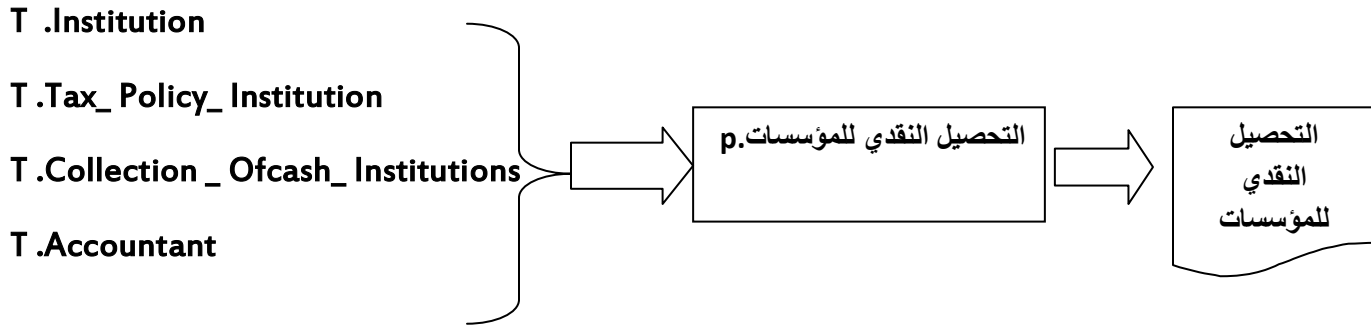 T .Institution
T .Tax_ Policy_ Institution
T .Collection _ Ofcash_ Institutions
T .Accountant
p.التحصيل النقدي للمؤسسات
التحصيل
النقدي
للمؤسسات